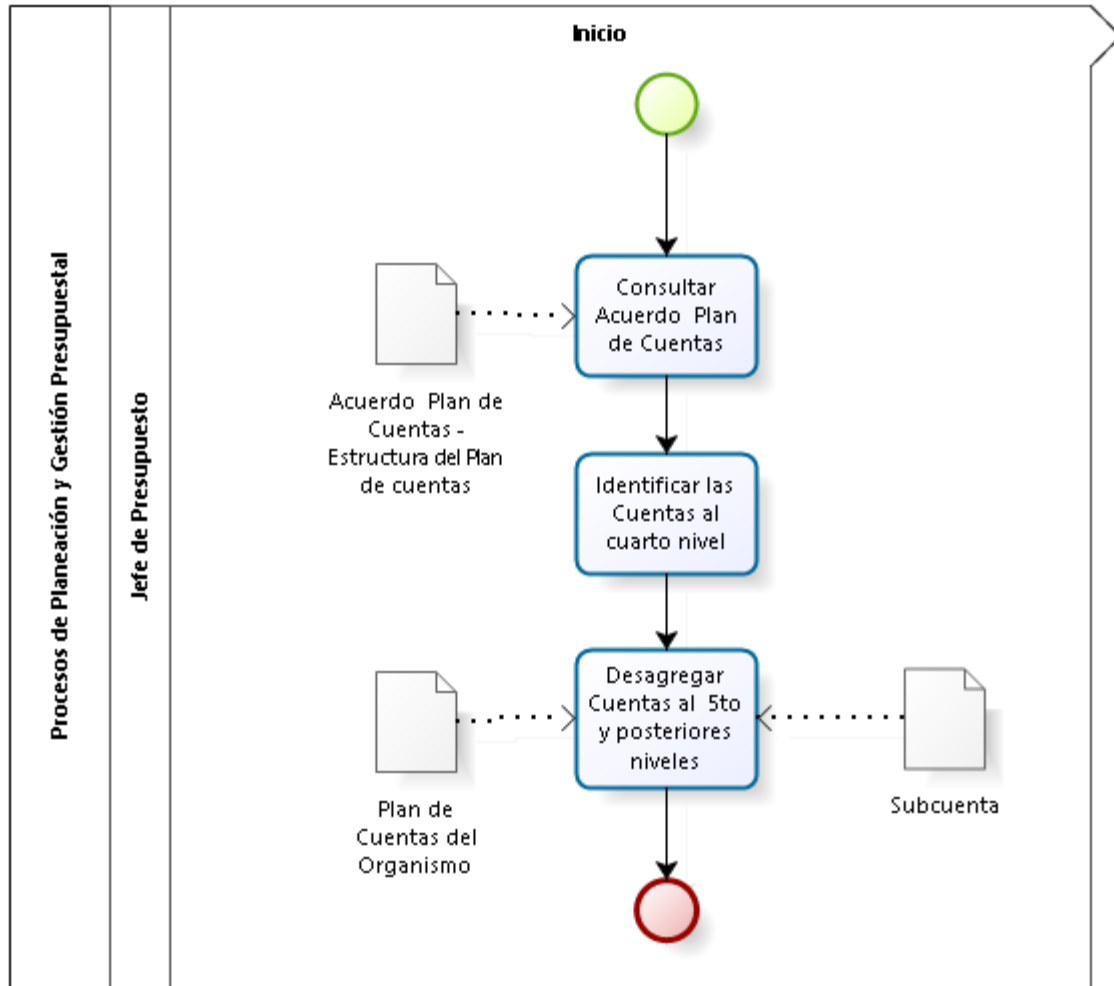 Procesos de Planeación y Gestión Presupuestal
Jefe de Presupuesto
Inicio
Consultar
Acuerdo Plan
de Cuentas
Acuerdo Plan de
Cuentas -
Estructura del Plan
de cuentas
Identificar las
Cuentas al
cuarto nivel
Desagregar
Cuentas al 5to
y posteriores
niveles
Plan de
Cuentas del
Organismo
Subcuenta